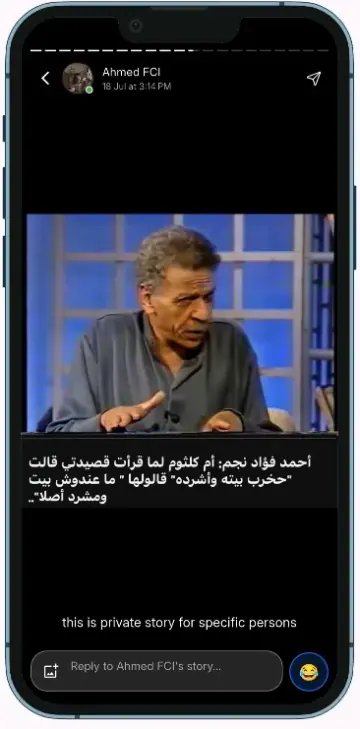 Ahmed FCI
18 Jul at 3:14 PM
أحمد فؤاد نجم: أم كلثوم لما قرأت قصيدتي قالت
"حخرب بيته وأشرده" قالولها " ما عندوش بيت
ومشرد أصلا"..
this is private story for specific persons
Reply to Ahmed FCI's story...